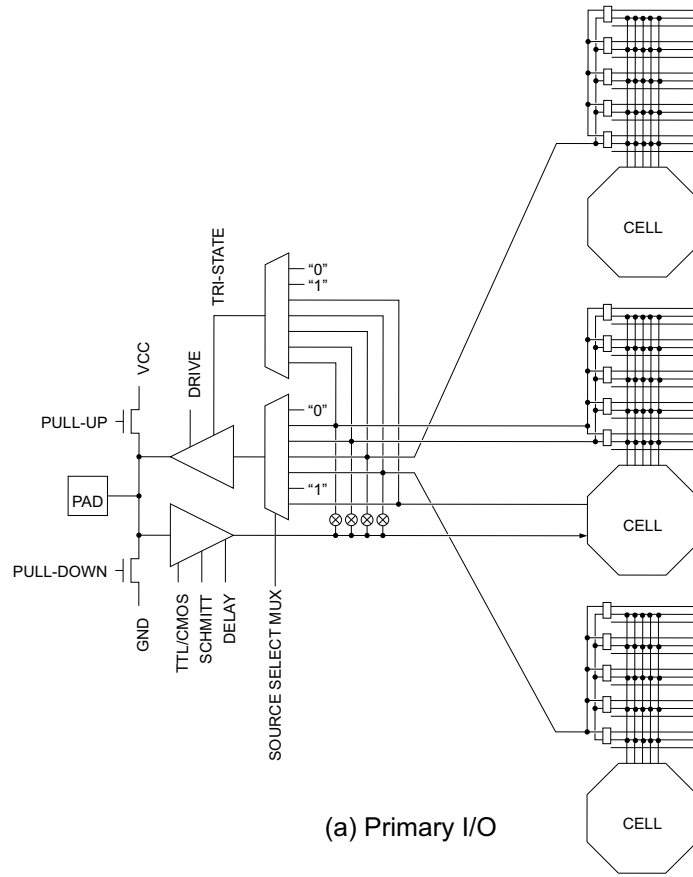 CELL
“0”
“1”
TRI-STATE
VCC
DRIVE
PULL-UP
“0”
PAD
“1”
CELL
PULL-DOWN
GND
TTL/CMOS
SCHMITT
DELAY
SOURCE SELECT MUX
(a) Primary I/O
CELL